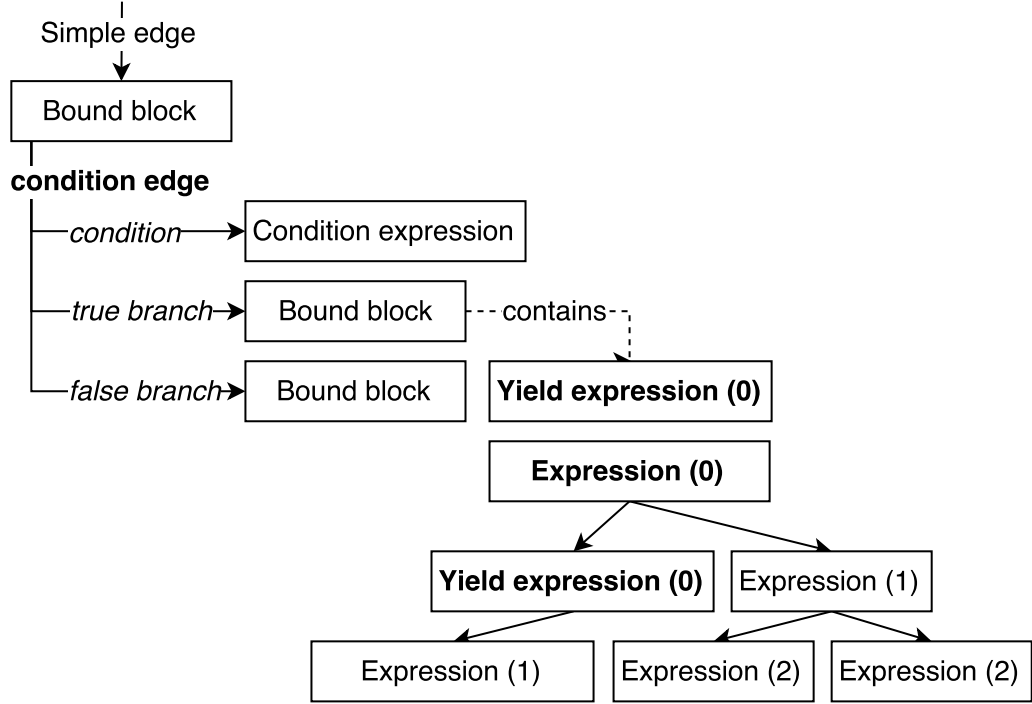 Simple edge
Bound block
condition edge
condition
Condition expression
true branch
Bound block
contains
false branch
Bound block
Yield expression (0)
Expression (0)
Yield expression (0)
Expression (1)
Expression (1)
Expression (2)
Expression (2)